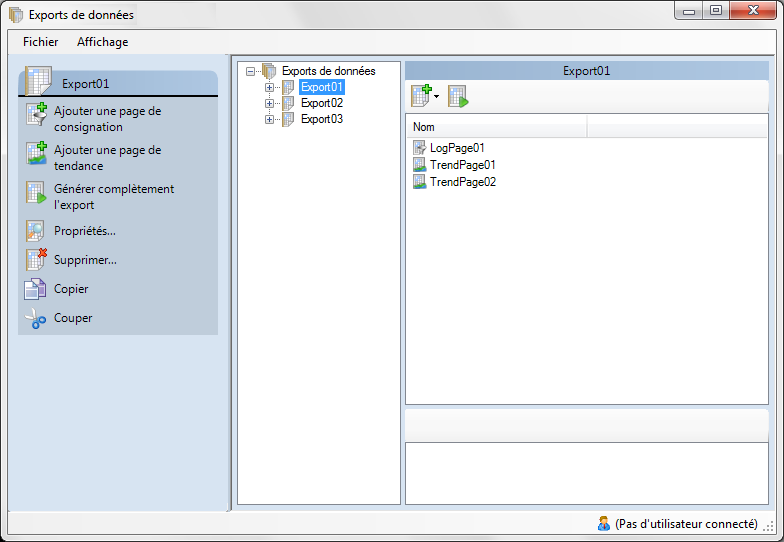 Exports de données
Fichier Affichage
Export01
Ajouter une page de
consignation
Ajouter une page de
tendance
Générer complètement
l'export
Propriétés...
Supprimer...
Copier
Couper
Exports de données
Export01
Export02
Export03
Export01
Nom
LogPage01
TrendPage01
TrendPage02
(Pas d'utilisateur connecté)